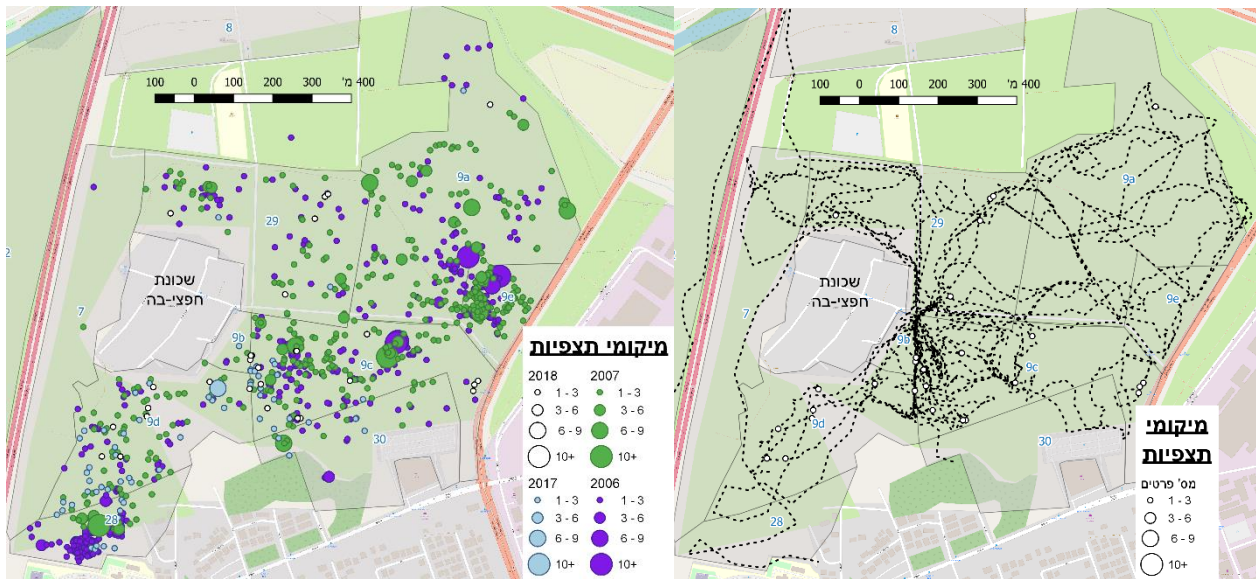 8
100 0 100 200 300 400 מ'
9a
29
שכונת
חפצי-בה
7
2
9e
9b
9c
9d
30
28
מיקומי תצפיות
2018 2007
1 - 3 1 - 3
3 - 6 3 - 6
6 - 9 6 - 9
10+ 10+
2017 2006
1 - 3 1 - 3
3 - 6 3 - 6
6 - 9 6 - 9
10+ 10+
8
100 0 100 200 300 400 מ'
9a
29
שכונת
חפצי-בה
7
9e
9b
9c
9d
30
28
מיקומי
תצפיות
מס' פרטים
1 - 3
3 - 6
6 - 9
10+